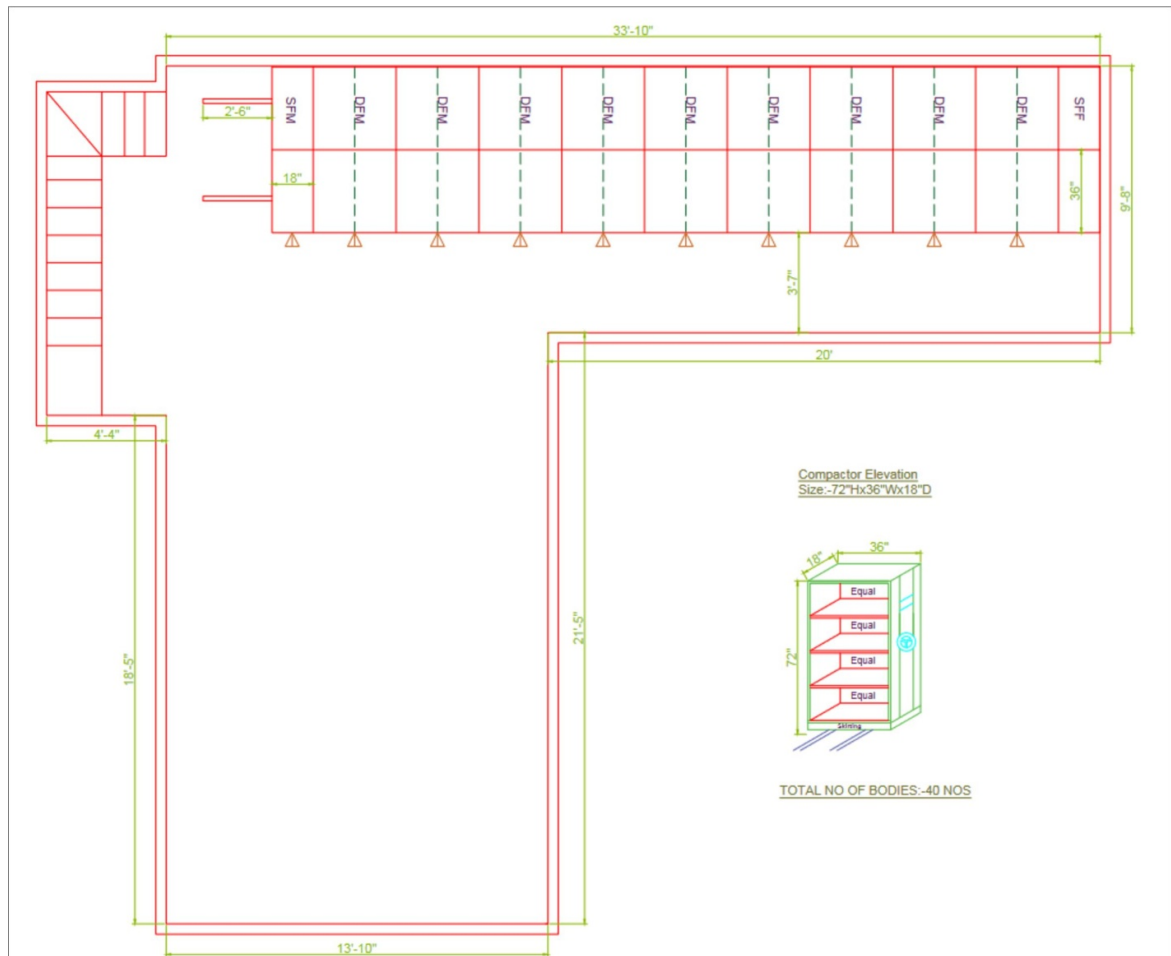 33'-10"
SFM
DFM
DFM
DFM
DFM
DFM
DFM
DFM
DFM
DFM
SFF
2'-6"
18"
36"
9'-8"
3'-7"
20'
4'-4"
18'-5"
21'-5"
13'-10"
Compactor Elevation
Size:-72"Hx36"Wx18"D
18"
36"
72"
Equal
Equal
Equal
Equal
Skirting
TOTAL NO OF BODIES:-40 NOS